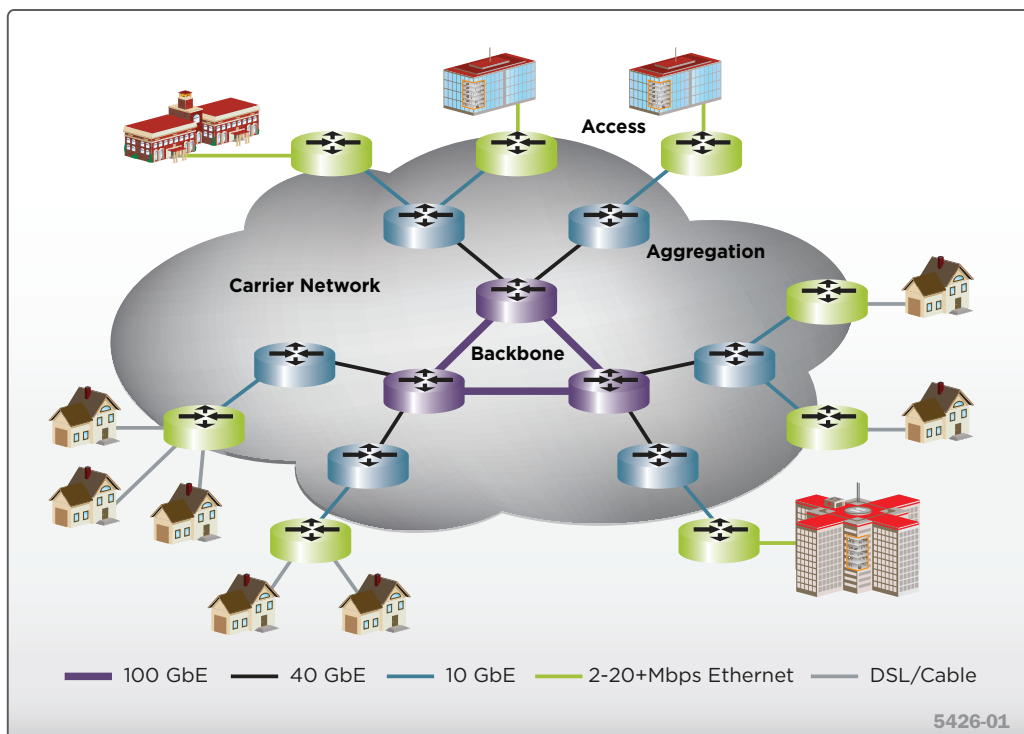 Access
Aggregation
Carrier Network
Backbone
100 GbE
40 GbE
10 GbE
2-20+Mbps Ethernet
DSL/Cable
5426-01